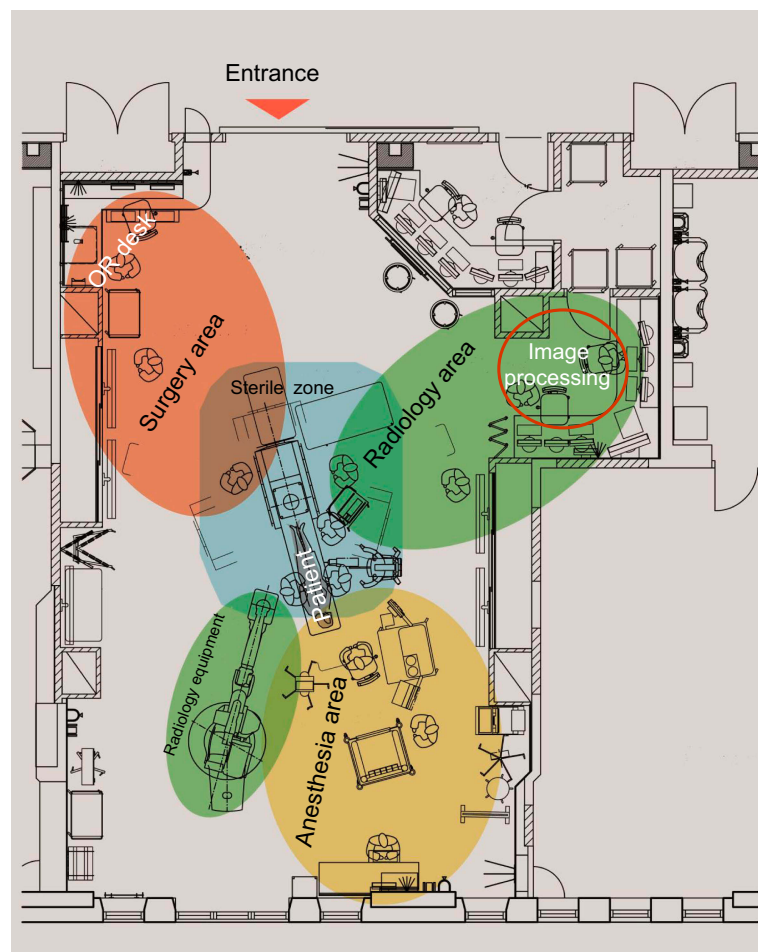 Entrance
OR desk
Surgery area
Sterile zone
Radiology area
Image
processing
Patient
Radiology equipment
Anesthesia area